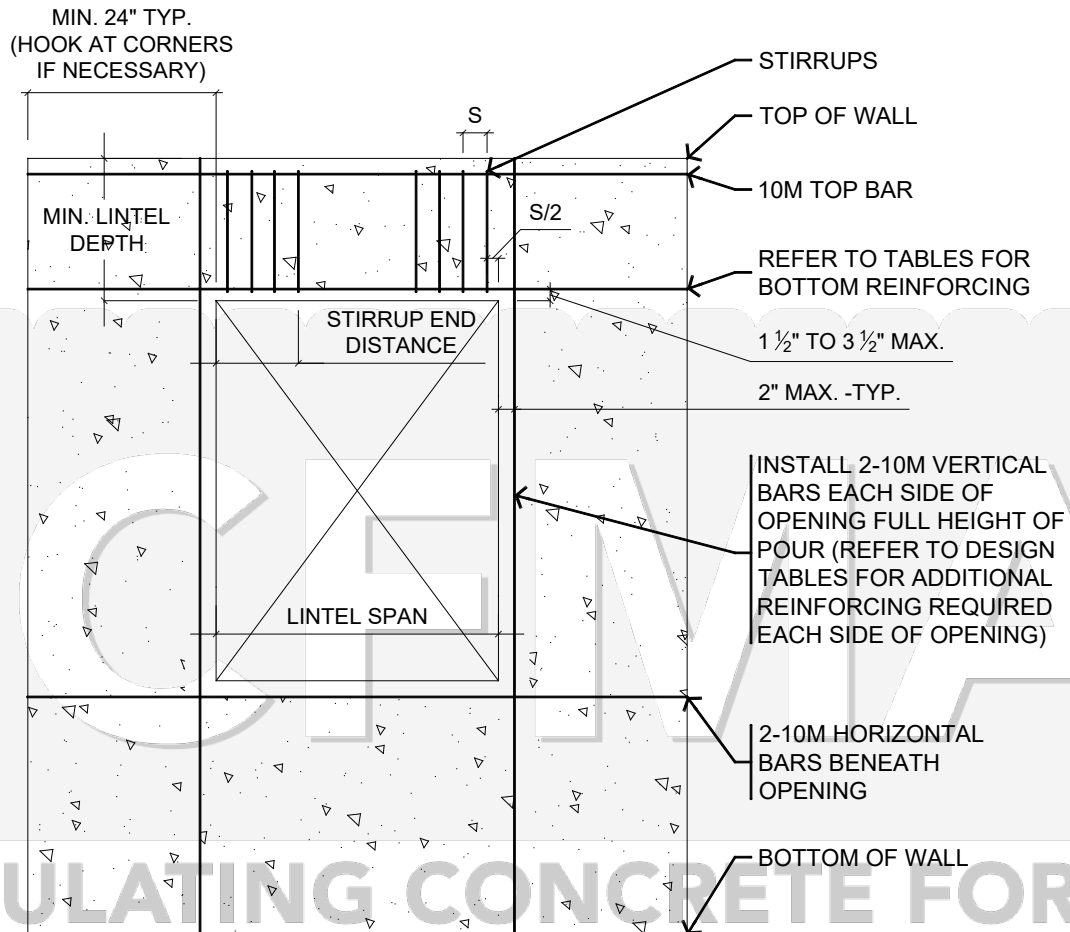 MIN. 24" TYP.
(HOOK AT CORNERS
IF NECESSARY)
STIRRUPS
S
TOP OF WALL
10M TOP BAR
MIN. LINTEL
DEPTH
S/2
REFER TO TABLES FOR
BOTTOM REINFORCING
STIRRUP END
DISTANCE
1 ½" TO 3 ½" MAX.
2" MAX. -TYP.
INSTALL 2-10M VERTICAL
BARS EACH SIDE OF
OPENING FULL HEIGHT OF
POUR (REFER TO DESIGN
TABLES FOR ADDITIONAL
REINFORCING REQUIRED
EACH SIDE OF OPENING)
LINTEL SPAN
2-10M HORIZONTAL
BARS BENEATH
OPENING
BOTTOM OF WALL
CFMA
ULATING CONCRETE FOR